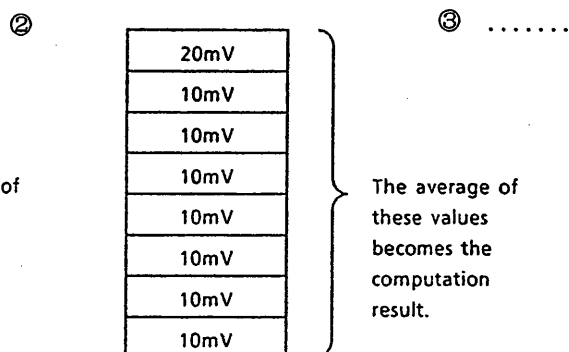 ② ③ .......
20mV
10mV
10mV
of 10mV The average of
10mV these values
10mV becomes the
10mV computation
10mV result.